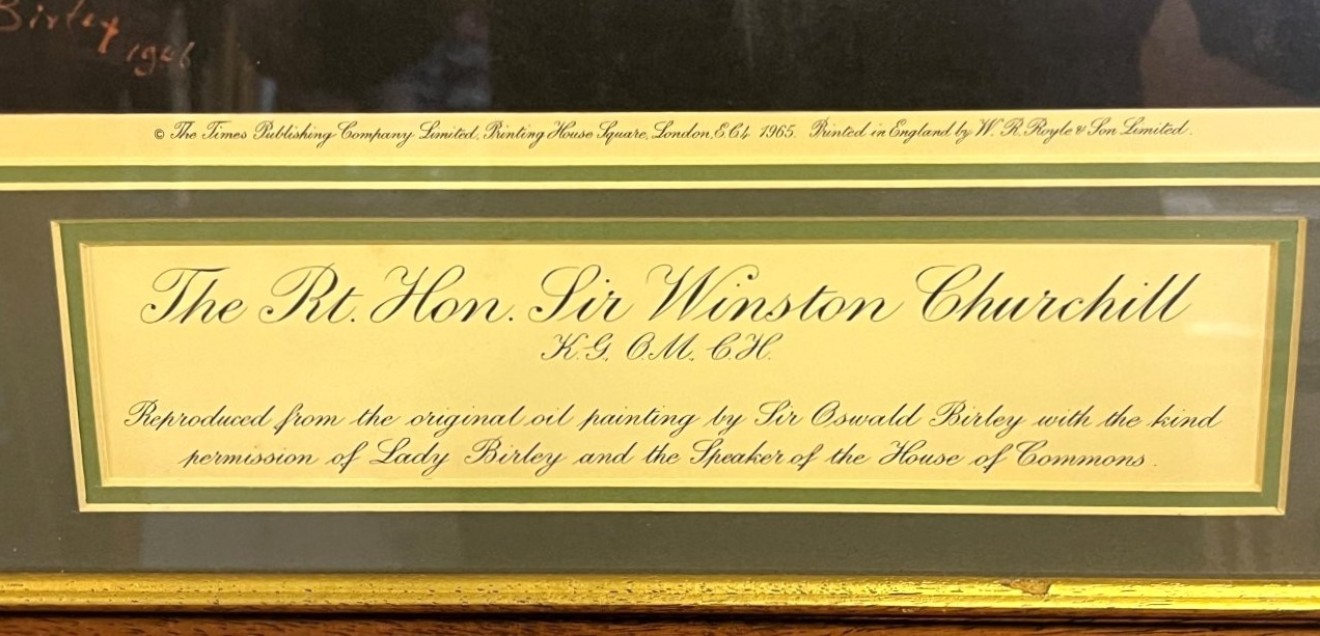 Birley
1946
© The Times Publishing Company Limited, Printing House Square, London, E.C.4. 1965. Printed in England by W. R. Royle & Son Limited.
The Rt. Hon. Sir Winston Churchill
K.G. O.M. C.H.
Reproduced from the original oil painting by Sir Oswald Birley with the kind
permission of Lady Birley and the Speaker of the House of Commons.